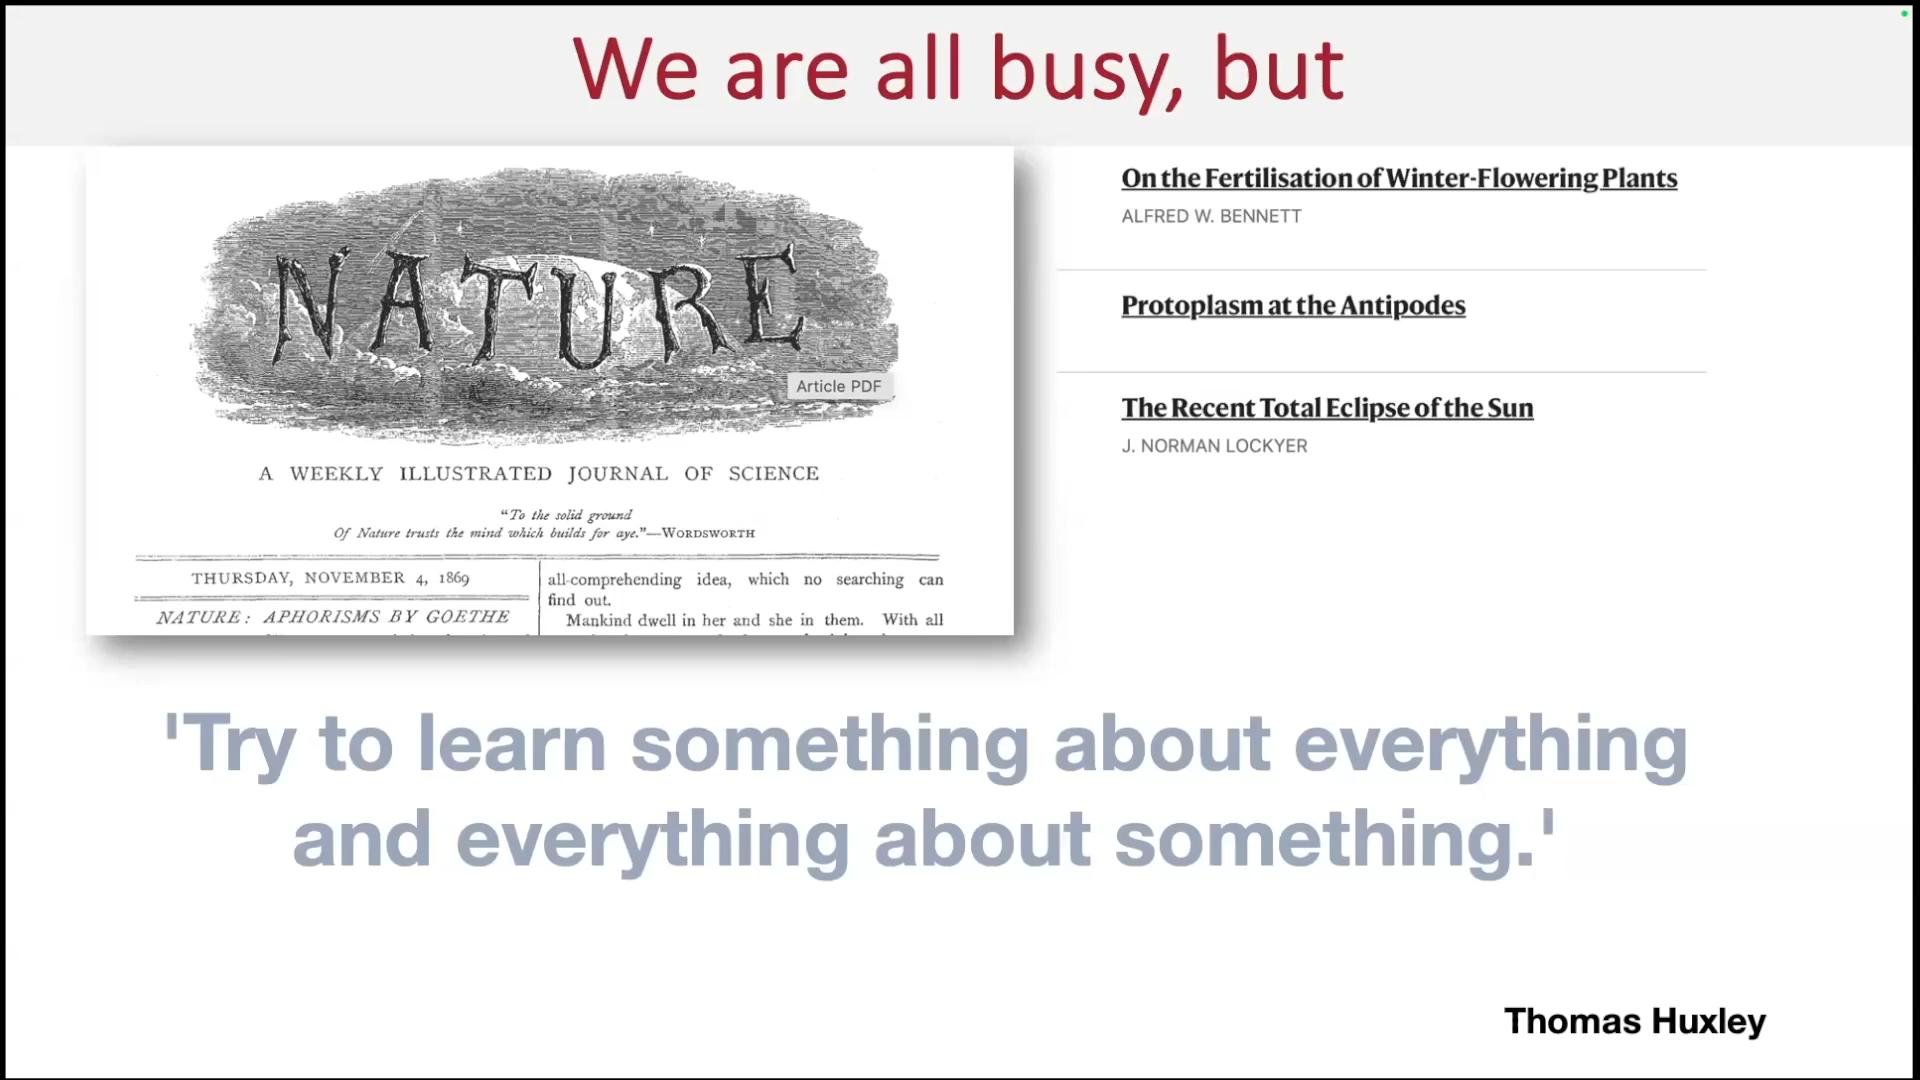 We are all busy, but
NATURE
Article PDF
A WEEKLY ILLUSTRATED JOURNAL OF SCIENCE
"To the solid ground
Of Nature trusts the mind which builds for aye."—WORDSWORTH
THURSDAY, NOVEMBER 4, 1869
NATURE: APHORISMS BY GOETHE
all-comprehending idea, which no searching can
find out.
Mankind dwell in her and she in them. With all
On the Fertilisation of Winter-Flowering Plants
ALFRED W. BENNETT
Protoplasm at the Antipodes
The Recent Total Eclipse of the Sun
J. NORMAN LOCKYER
'Try to learn something about everything
and everything about something.'
Thomas Huxley